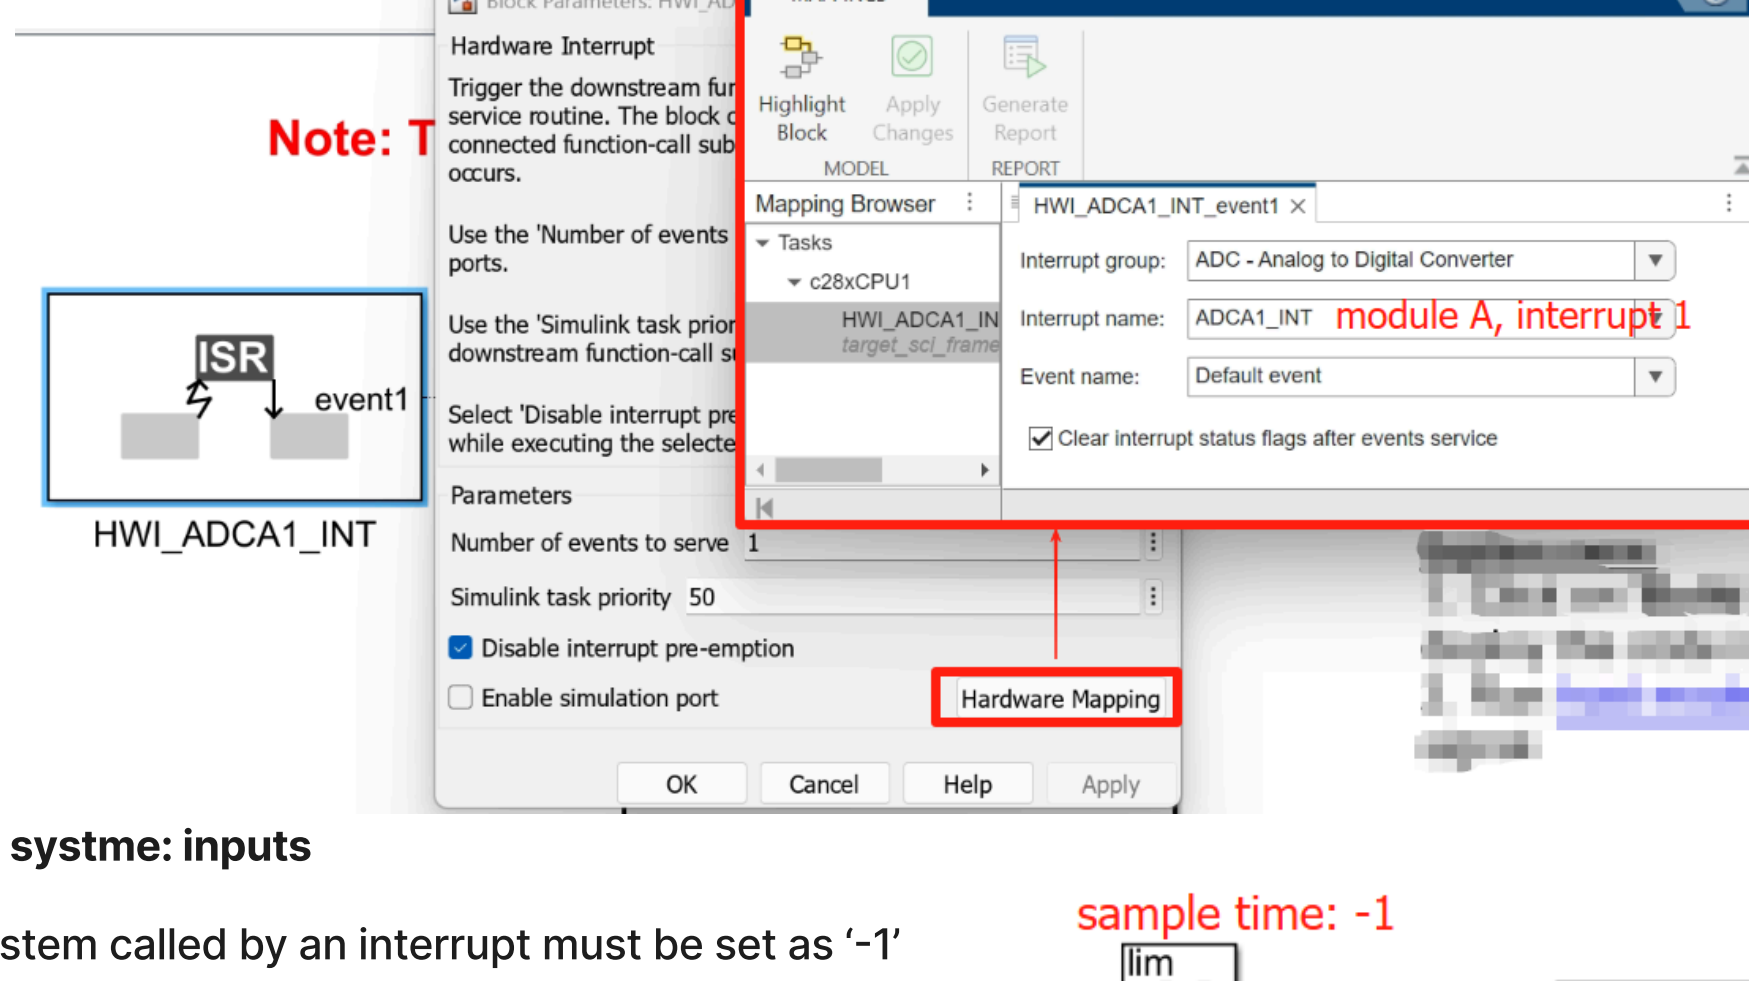 Block Parameters: HWI_AD
Hardware Interrupt
Trigger the downstream fur
service routine. The block c
connected function-call sub
occurs.
Use the 'Number of events
ports.
Use the 'Simulink task prior
downstream function-call su
Select 'Disable interrupt pre
while executing the selecte
Parameters
Number of events to serve 1
Simulink task priority 50
Disable interrupt pre-emption
Enable simulation port
Hardware Mapping
OK Cancel Help Apply
Note: T
ISR
event1
HWI_ADCA1_INT
Highlight Block
Apply Changes
Generate Report
MODEL
REPORT
Mapping Browser
Tasks
c28xCPU1
HWI_ADCA1_IN
target_sci_frame
HWI_ADCA1_INT_event1
Interrupt group: ADC - Analog to Digital Converter
Interrupt name: ADCA1_INT module A, interrupt 1
Event name: Default event
Clear interrupt status flags after events service
systme: inputs
stem called by an interrupt must be set as ‘-1’
sample time: -1
lim